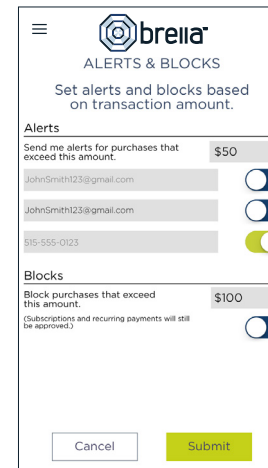 brella
ALERTS & BLOCKS
Set alerts and blocks based
on transaction amount.
Alerts
Send me alerts for purchases that
exceed this amount.
$50
JohnSmith123@gmail.com
JohnSmith123@gmail.com
515-555-0123
Blocks
Block purchases that exceed
this amount.
$100
(Subscriptions and recurring payments will still
be approved.)
Cancel
Submit